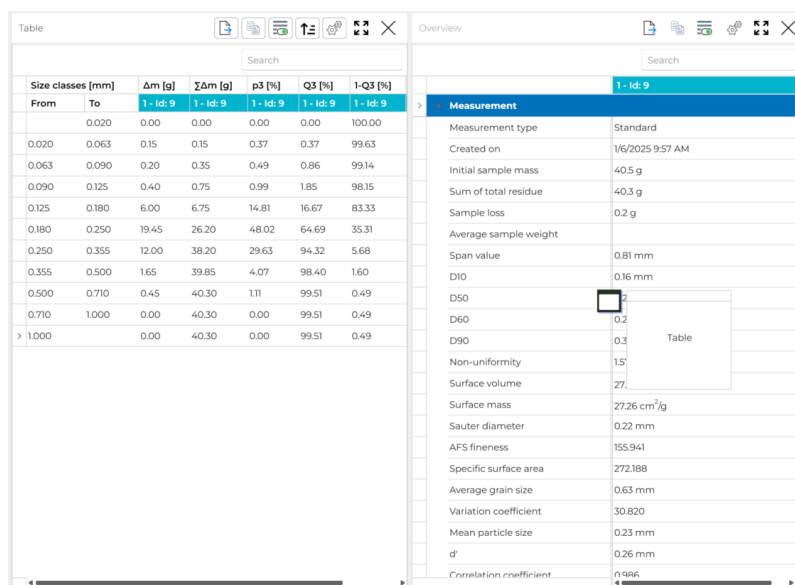 Table
Search
Size classes [mm] Δm [g] ∑Δm [g] p3 [%] Q3 [%] 1-Q3 [%]
From To 1 - Id: 9 1 - Id: 9 1 - Id: 9 1 - Id: 9 1 - Id: 9
0.020 0.00 0.00 0.00 0.00 100.00
0.020 0.063 0.15 0.15 0.37 0.37 99.63
0.063 0.090 0.20 0.35 0.49 0.86 99.14
0.090 0.125 0.40 0.75 0.99 1.85 98.15
0.125 0.180 6.00 6.75 14.81 16.67 83.33
0.180 0.250 19.45 26.20 48.02 64.69 35.31
0.250 0.355 12.00 38.20 29.63 94.32 5.68
0.355 0.500 1.65 39.85 4.07 98.40 1.60
0.500 0.710 0.45 40.30 1.11 99.51 0.49
0.710 1.000 0.00 40.30 0.00 99.51 0.49
1.000 0.00 40.30 0.00 99.51 0.49
Overview
Search
1 - Id: 9
Measurement
Measurement type Standard
Created on 1/6/2025 9:57 AM
Initial sample mass 40.5 g
Sum of total residue 40.3 g
Sample loss 0.2 g
Average sample weight
Span value 0.81 mm
D10 0.16 mm
D50
D60
D90
Table
Non-uniformity
Surface volume
Surface mass 27.26 cm²/g
Sauter diameter 0.22 mm
AFS fineness 155.941
Specific surface area 272.188
Average grain size 0.63 mm
Variation coefficient 30.820
Mean particle size 0.23 mm
d' 0.26 mm
Correlation coefficient 0.986